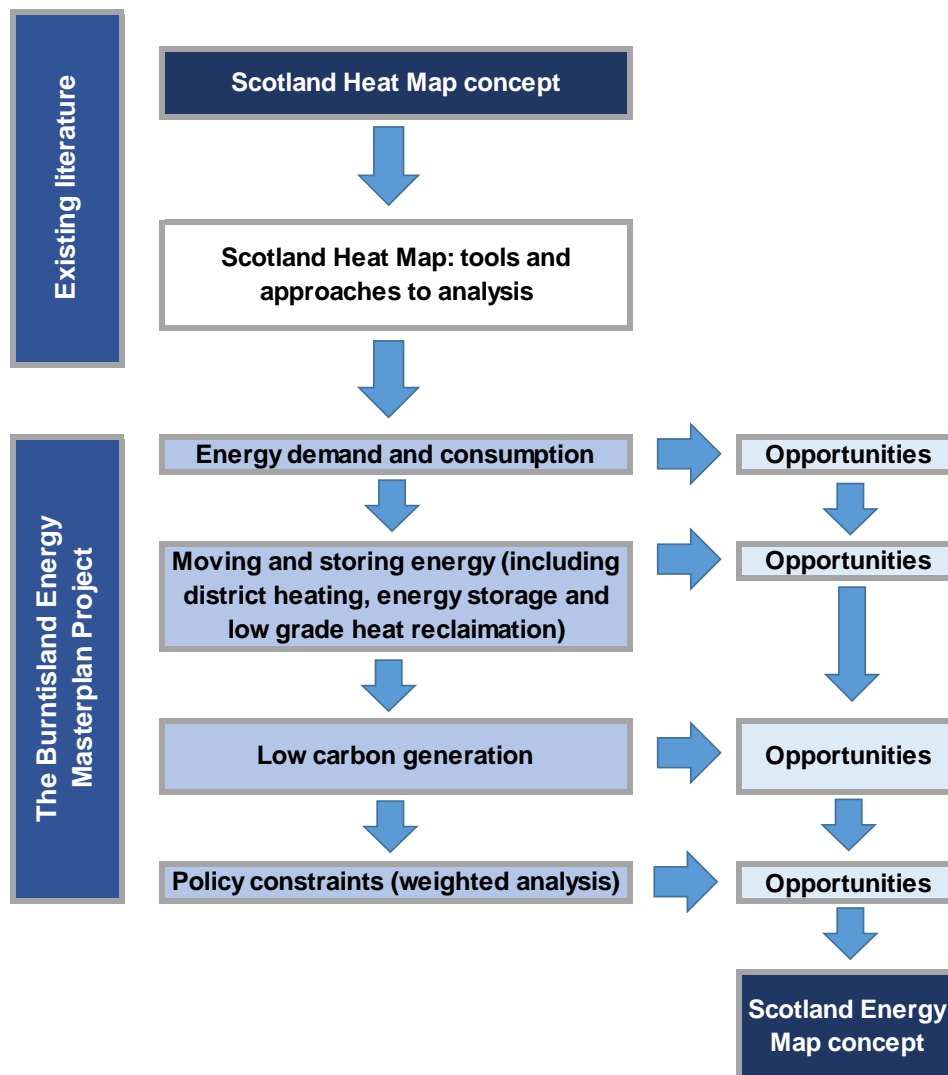 Existing literature
Scotland Heat Map concept
Scotland Heat Map: tools and
approaches to analysis
The Burntisland Energy
Masterplan Project
Energy demand and consumption
Opportunities
Moving and storing energy (including
district heating, energy storage and
low grade heat reclaimation)
Opportunities
Low carbon generation
Opportunities
Policy constraints (weighted analysis)
Opportunities
Scotland Energy
Map concept